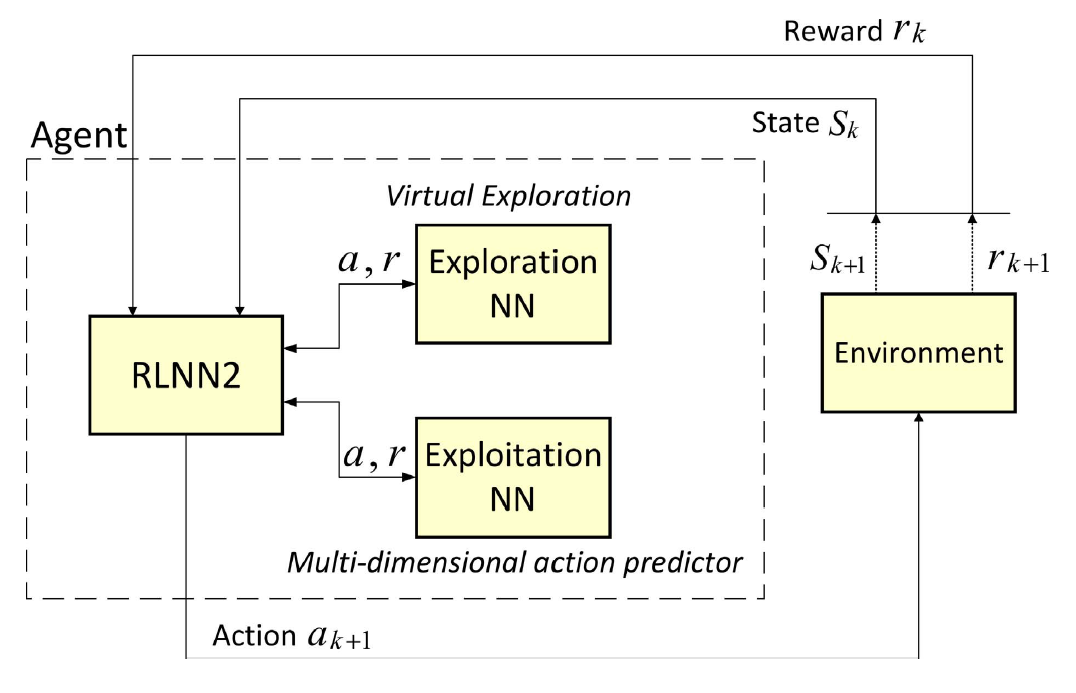 Reward r_k
State S_k
Agent
Virtual Exploration
a, r
Exploration
NN
S_{k+1}
r_{k+1}
RLNN2
Environment
a, r
Exploitation
NN
Multi-dimensional action predictor
Action a_{k+1}